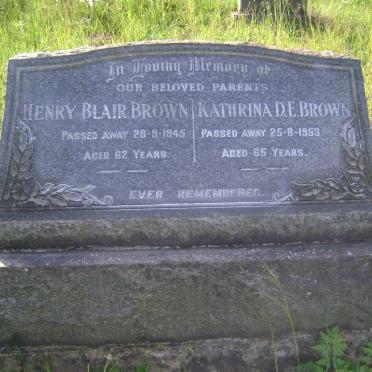 In Loving Memory of
OUR BELOVED PARENTS
HENRY BLAIR BROWN
PASSED AWAY 28-9-1945
AGED 62 YEARS
KATHRINA D.E. BROWN
PASSED AWAY 25-8-1953
AGED 65 YEARS.
EVER REMEMBERED